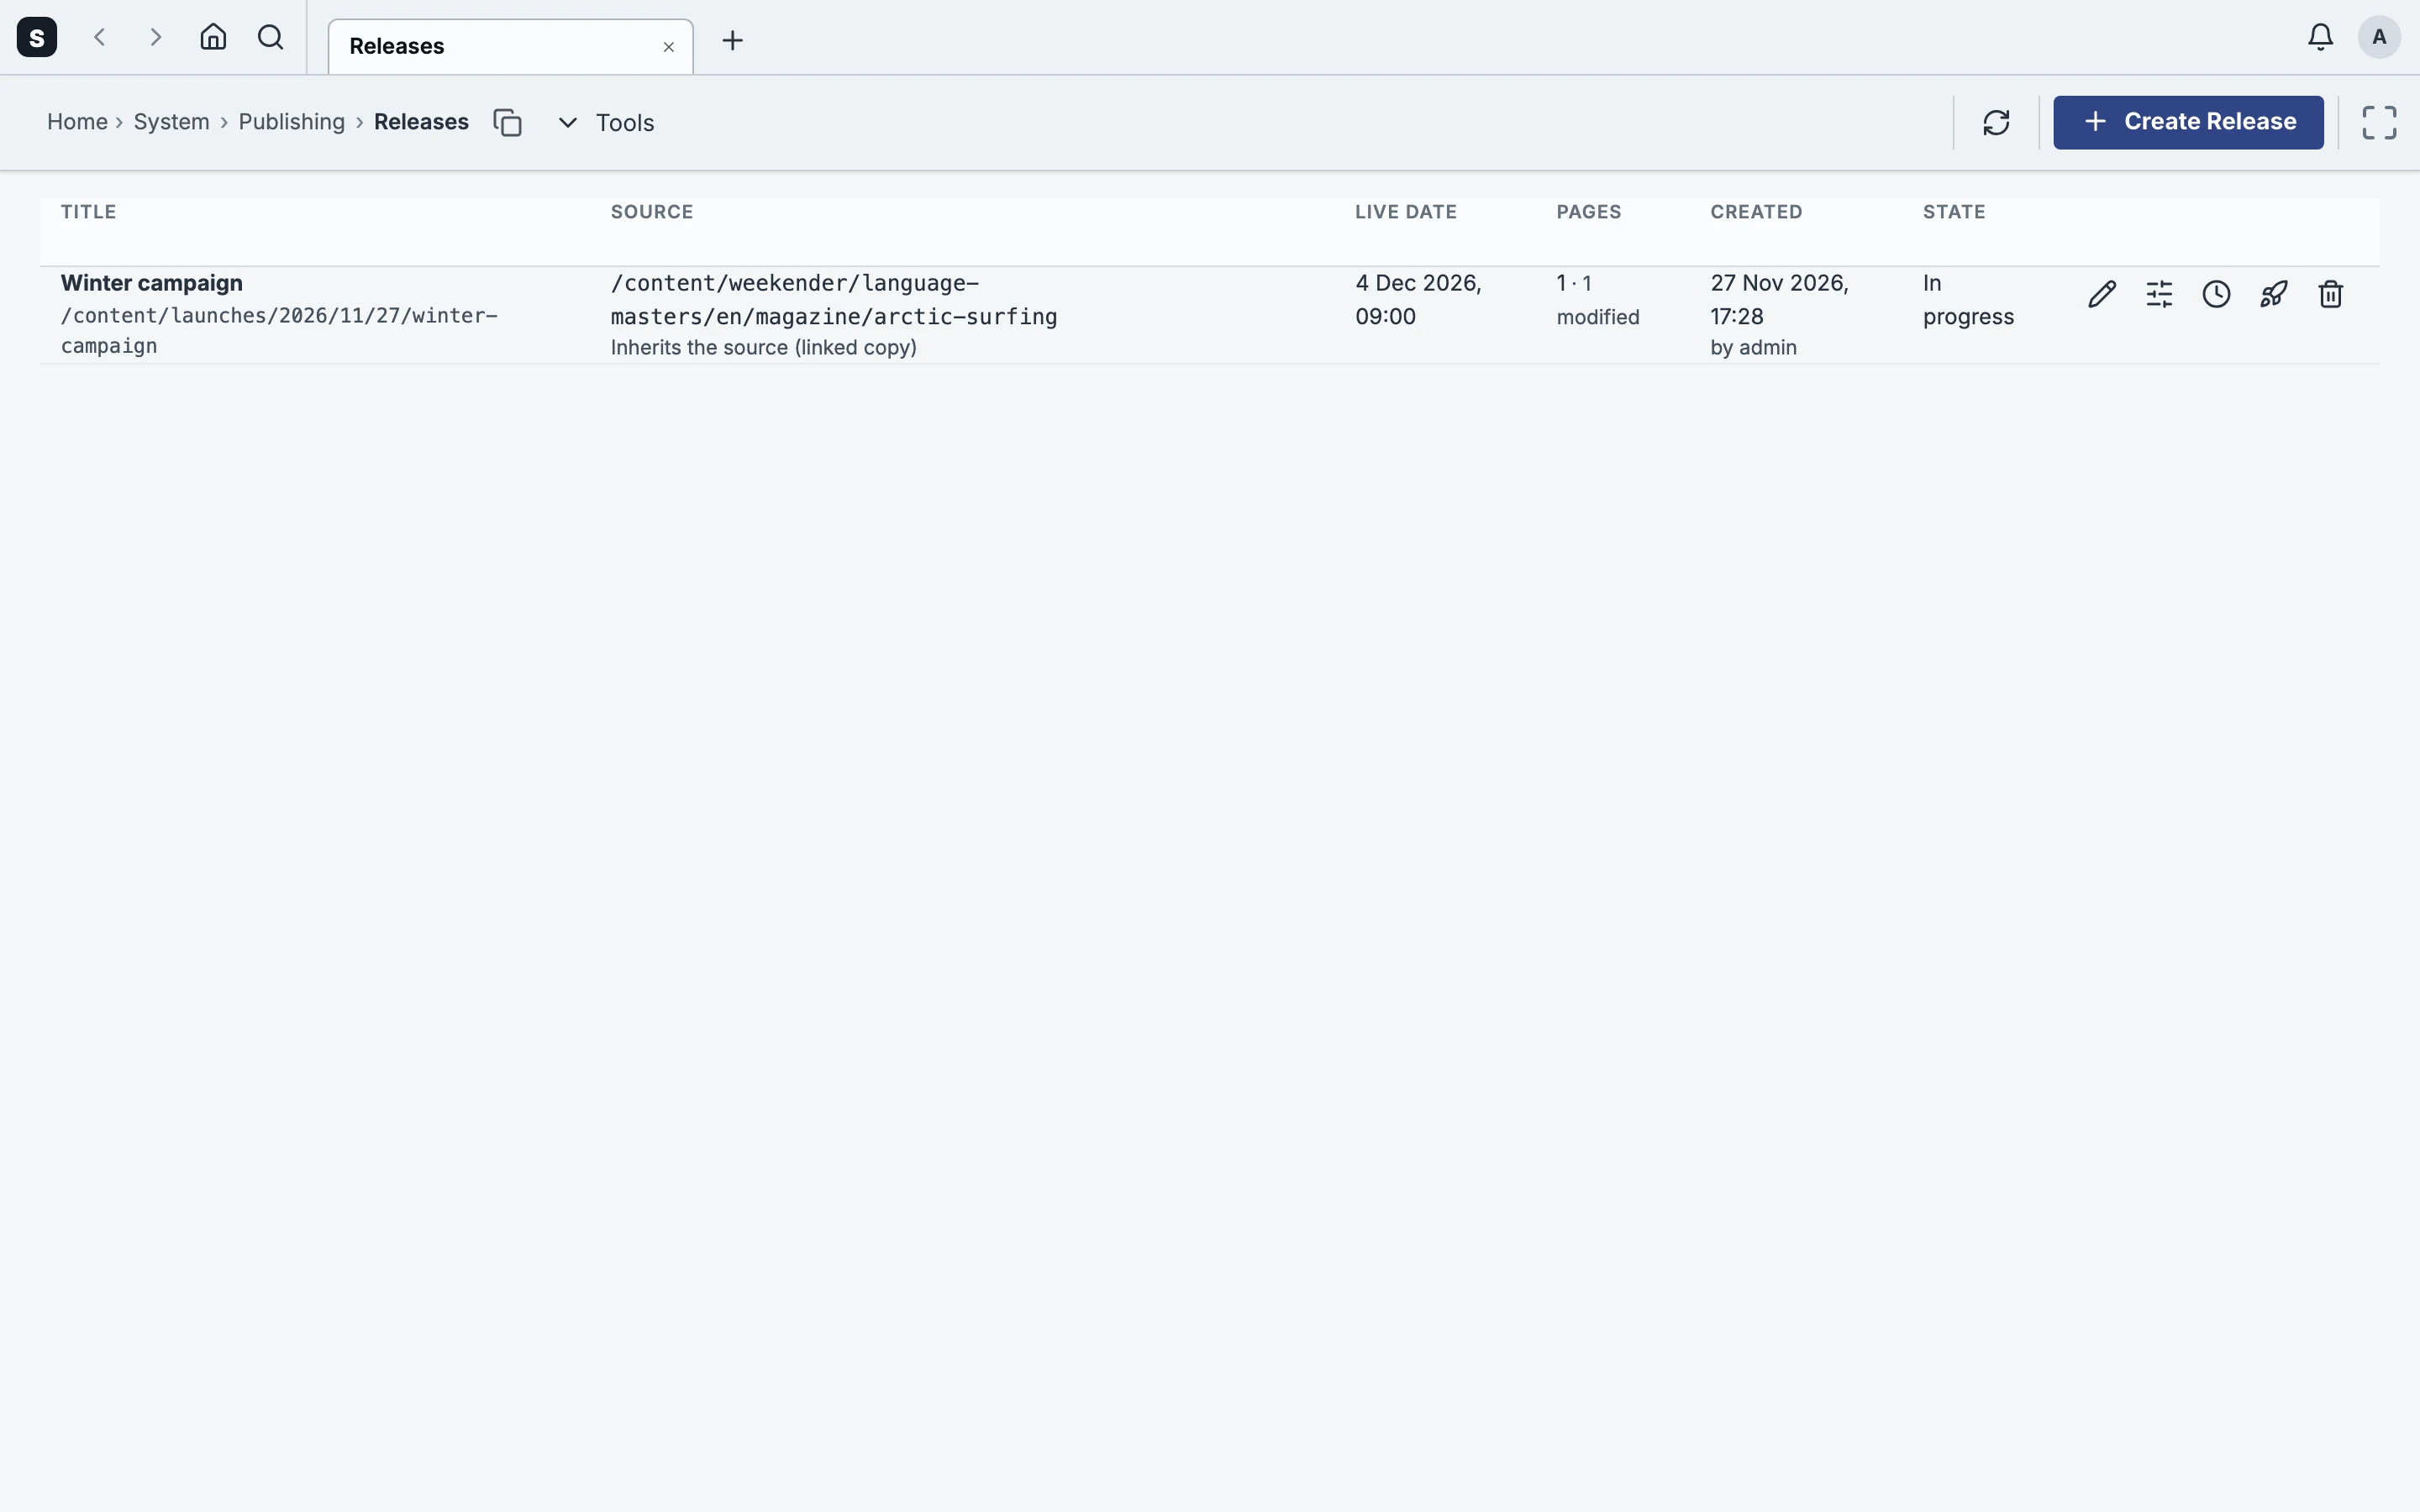 S
Releases
A
Home › System › Publishing › Releases
Tools
Create Release
TITLE SOURCE LIVE DATE PAGES CREATED STATE
Winter campaign
/content/launches/2026/11/27/winter-
campaign
/content/weekender/language-
masters/en/magazine/arctic-surfing
Inherits the source (linked copy)
4 Dec 2026,
09:00
1 · 1
modified
27 Nov 2026,
17:28
by admin
In
progress